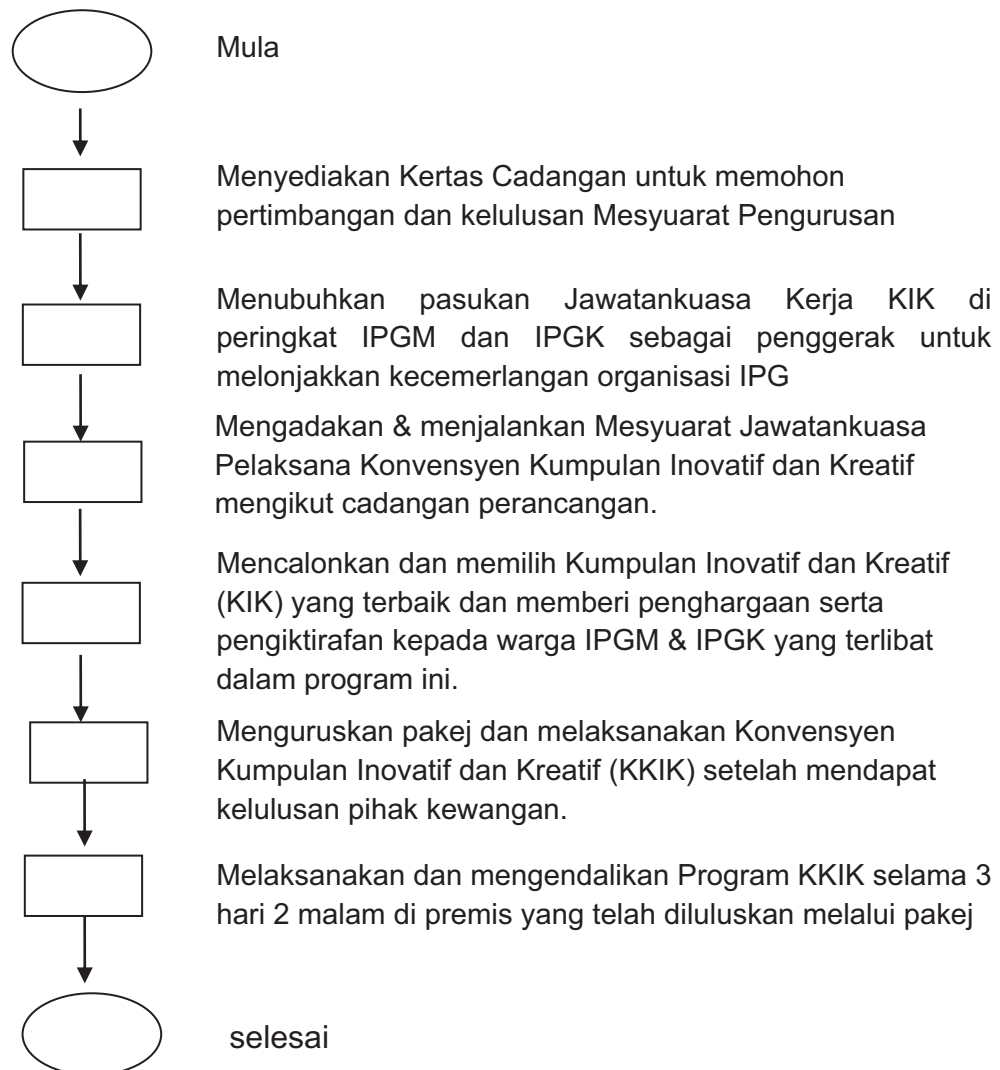 Mula
Menyediakan Kertas Cadangan untuk memohon
pertimbangan dan kelulusan Mesyuarat Pengurusan
Menubuhkan pasukan Jawatankuasa Kerja KIK di
peringkat IPGM dan IPGK sebagai penggerak untuk
melonjakkan kecemerlangan organisasi IPG
Mengadakan & menjalankan Mesyuarat Jawatankuasa
Pelaksana Konvensyen Kumpulan Inovatif dan Kreatif
mengikut cadangan perancangan.
Mencalonkan dan memilih Kumpulan Inovatif dan Kreatif
(KIK) yang terbaik dan memberi penghargaan serta
pengiktirafan kepada warga IPGM & IPGK yang terlibat
dalam program ini.
Menguruskan pakej dan melaksanakan Konvensyen
Kumpulan Inovatif dan Kreatif (KKIK) setelah mendapat
kelulusan pihak kewangan.
Melaksanakan dan mengendalikan Program KKIK selama 3
hari 2 malam di premis yang telah diluluskan melalui pakej
selesai